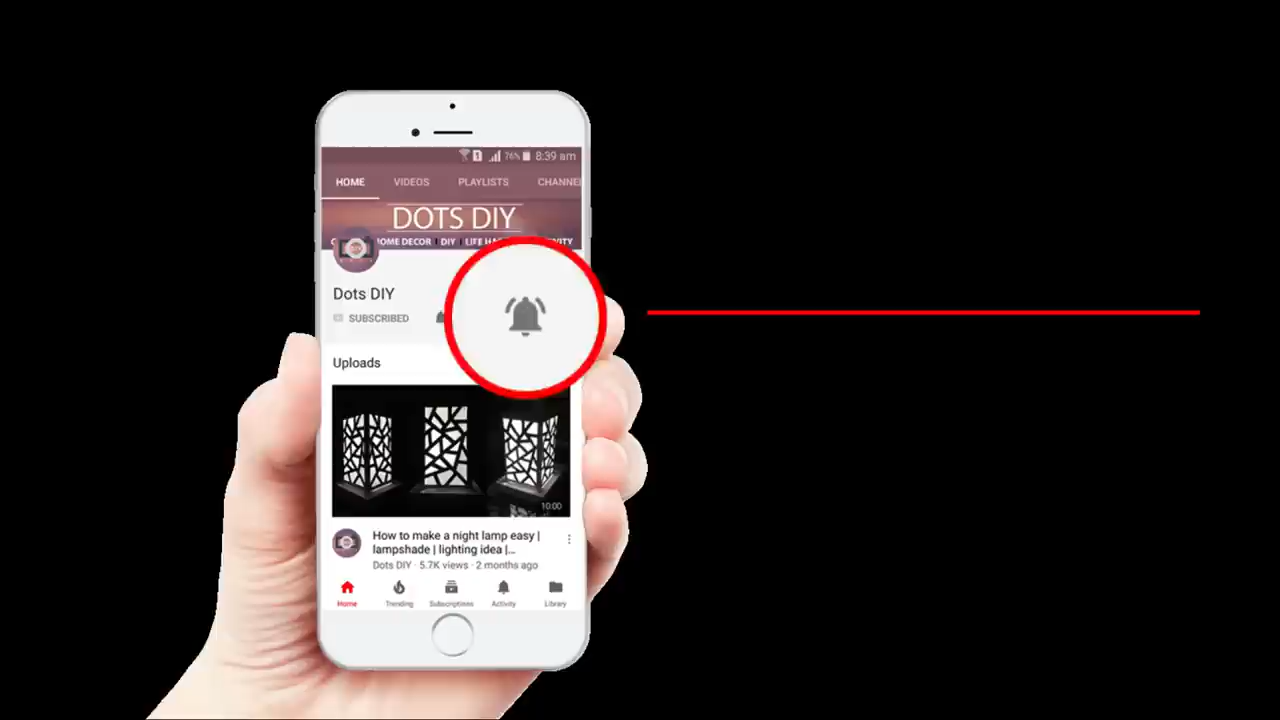 1 76% 8:39 am
HOME VIDEOS PLAYLISTS CHANNE
DOTS DIY
HOME DECOR | DIY | LIFE
Dots DIY
SUBSCRIBED
Uploads
10:00
How to make a night lamp easy |
lampshade | lighting idea |...
Dots DIY · 5.7K views · 2 months ago
Home Trending Subscriptions Activity Library